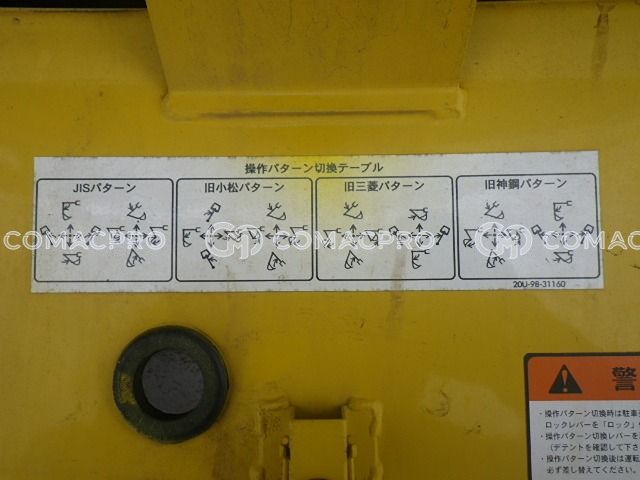 操作パターン切換テーブル
JISパターン 旧小松パターン 旧三菱パターン 旧神鋼パターン
COMACPRO COMACPRO COMAC
20U-98-31160
警
・操作パターン切換時は駐車
ロックレバーを「ロック」
・操作パターン切換レバーを
（デテントを確認して下さ
・操作パターン切換後は運転
必ず差し替えてください。